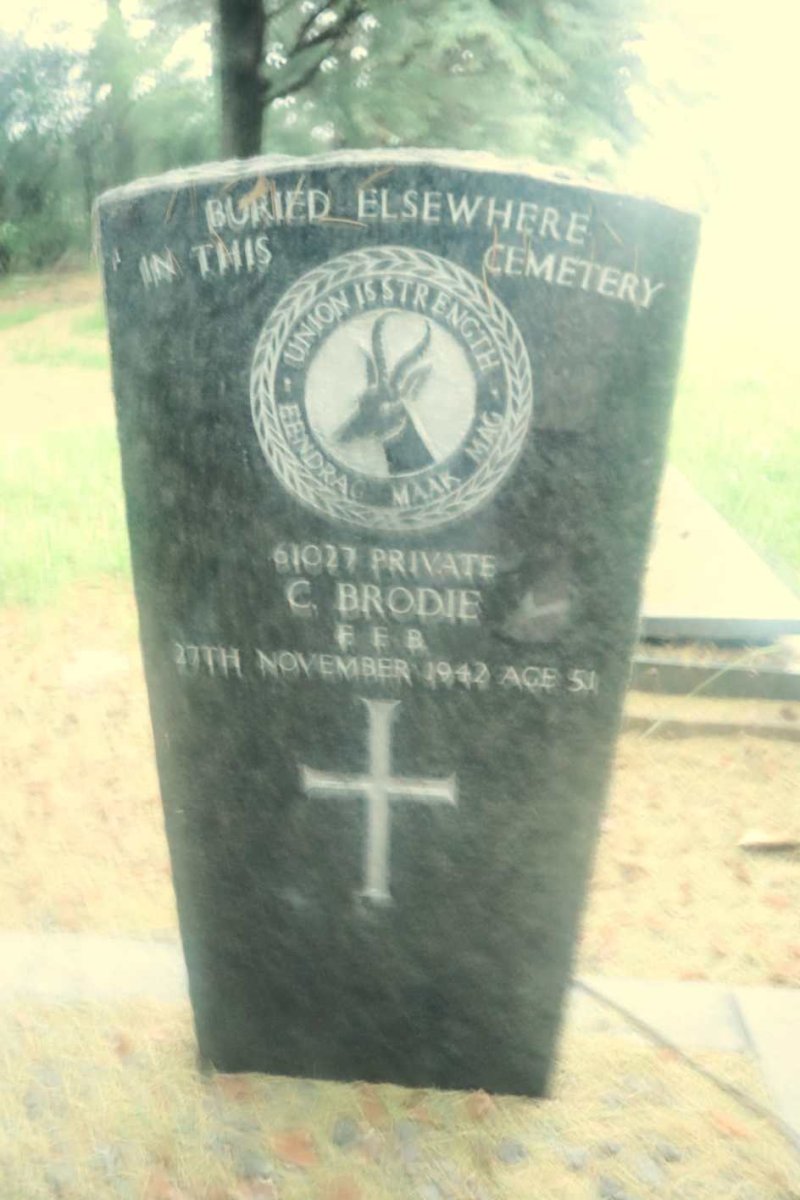 BURIED ELSEWHERE
IN THIS CEMETERY
UNION IS STRENGTH
EENDRAG MAAK MAG
61027 PRIVATE
C. BRODIE
F. F. B.
27TH NOVEMBER 1942 AGE 51